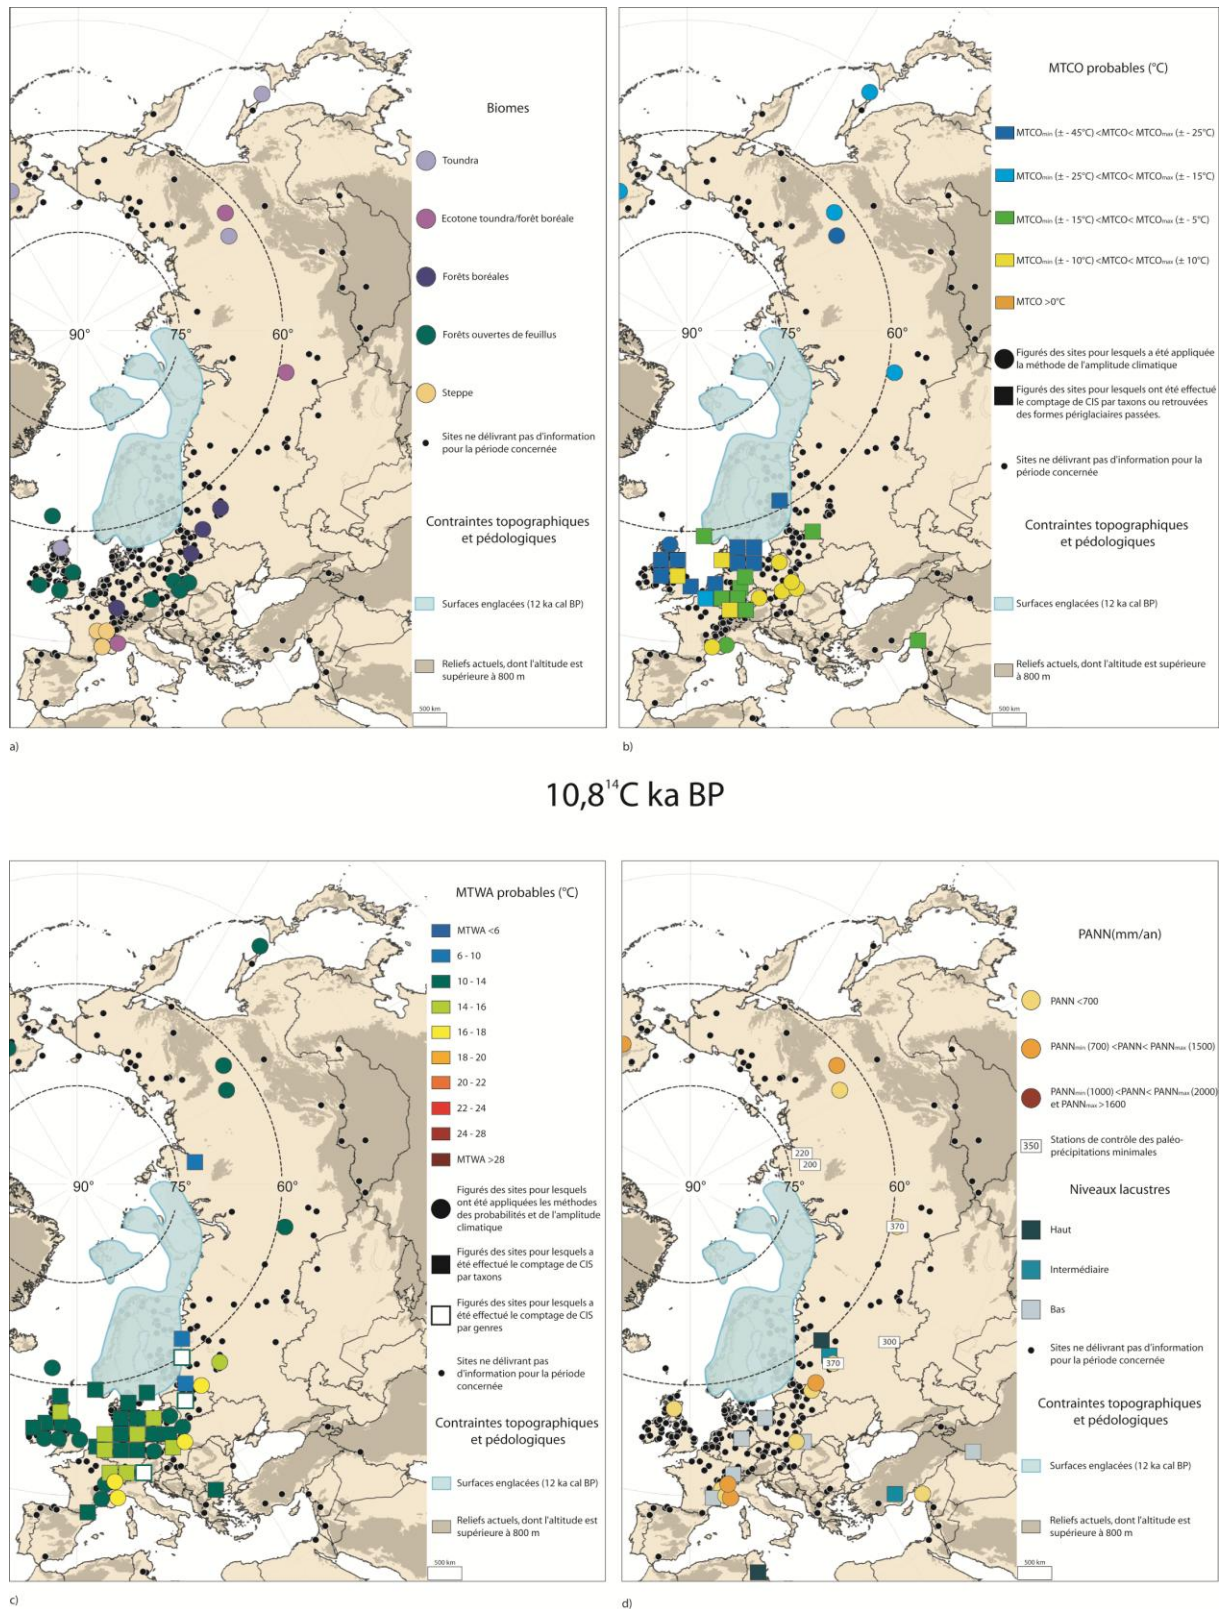 Biomes
Toundra
Ecotone toundra/forêt boréale
Forêts boréales
Forêts ouvertes de feuillus
Steppe
Sites ne délivrant pas d'information
pour la période concernée
Contraintes topographiques
et pédologiques
Surfaces englacées (12 ka cal BP)
Reliefs actuels, dont l'altitude est
supérieure à 800 m
500 km
90°
75°
60°
a)
MTCO probables (°C)
MTCOmin (± - 45°C) <MTCO< MTCOmax (± - 25°C)
MTCOmin (± - 25°C) <MTCO< MTCOmax (± - 15°C)
MTCOmin (± - 15°C) <MTCO< MTCOmax (± - 5°C)
MTCOmin (± - 10°C) <MTCO< MTCOmax (± 10°C)
MTCO >0°C
Figurés des sites pour lesquels a été appliquée
la méthode de l'amplitude climatique
Figurés des sites pour lesquels ont été effectué
le comptage de CIS par taxons ou retrouvées
des formes périglaciaires passées.
Sites ne délivrant pas d'information pour la
période concernée
Contraintes topographiques
et pédologiques
Surfaces englacées (12 ka cal BP)
Reliefs actuels, dont l'altitude est supérieure
à 800 m
500 km
90°
75°
60°
b)
10,8¹⁴C ka BP
MTWA probables (°C)
MTWA <6
6 - 10
10 - 14
14 - 16
16 - 18
18 - 20
20 - 22
22 - 24
24 - 28
MTWA >28
Figurés des sites pour lesquels
ont été appliquées les méthodes
des probabilités et de l'amplitude
climatique
Figurés des sites pour lesquels a
été effectué le comptage de CIS
par taxons
Figurés des sites pour lesquels a
été effectué le comptage de CIS
par genres
Sites ne délivrant pas
d'information pour la période
concernée
Contraintes topographiques
et pédologiques
Surfaces englacées (12 ka cal BP)
Reliefs actuels, dont l'altitude est
supérieure à 800 m
500 km
90°
75°
60°
c)
PANN(mm/an)
PANN <700
PANNmin (700) <PANN< PANNmax (1500)
PANNmin (1000) <PANN< PANNmax (2000)
et PANNmax >1600
350
Stations de contrôle des paléo-
précipitations minimales
Niveaux lacustres
Haut
Intermédiaire
Bas
Sites ne délivrant pas d'information
pour la période concernée
Contraintes topographiques
et pédologiques
Surfaces englacées (12 ka cal BP)
Reliefs actuels, dont l'altitude est
supérieure à 800 m
500 km
220
200
90°
75°
60°
370
300
370
d)